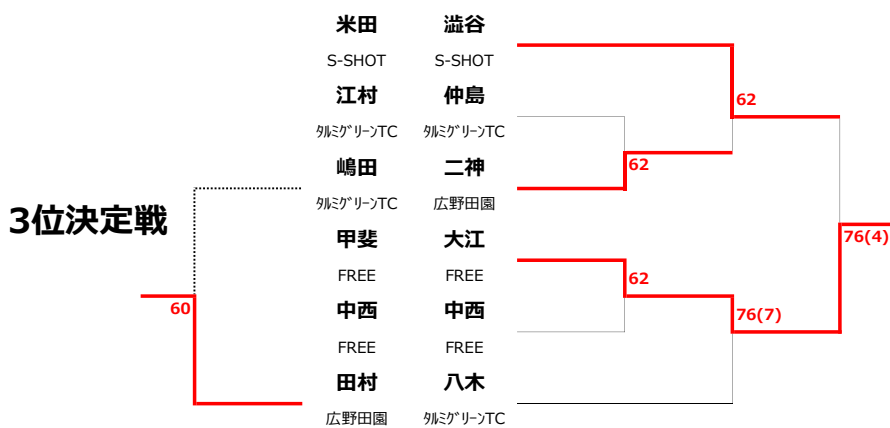 米田 澁谷
S-SHOT S-SHOT
江村 仲島
62
ﾀﾙﾐｸﾞﾘｰﾝTC ﾀﾙﾐｸﾞﾘｰﾝTC
嶋田 二神
62
ﾀﾙﾐｸﾞﾘｰﾝTC 広野田園
3位決定戦
甲斐 大江
76(4)
FREE FREE
62
中西 中西
60
76(7)
FREE FREE
田村 八木
広野田園 ﾀﾙﾐｸﾞﾘｰﾝTC